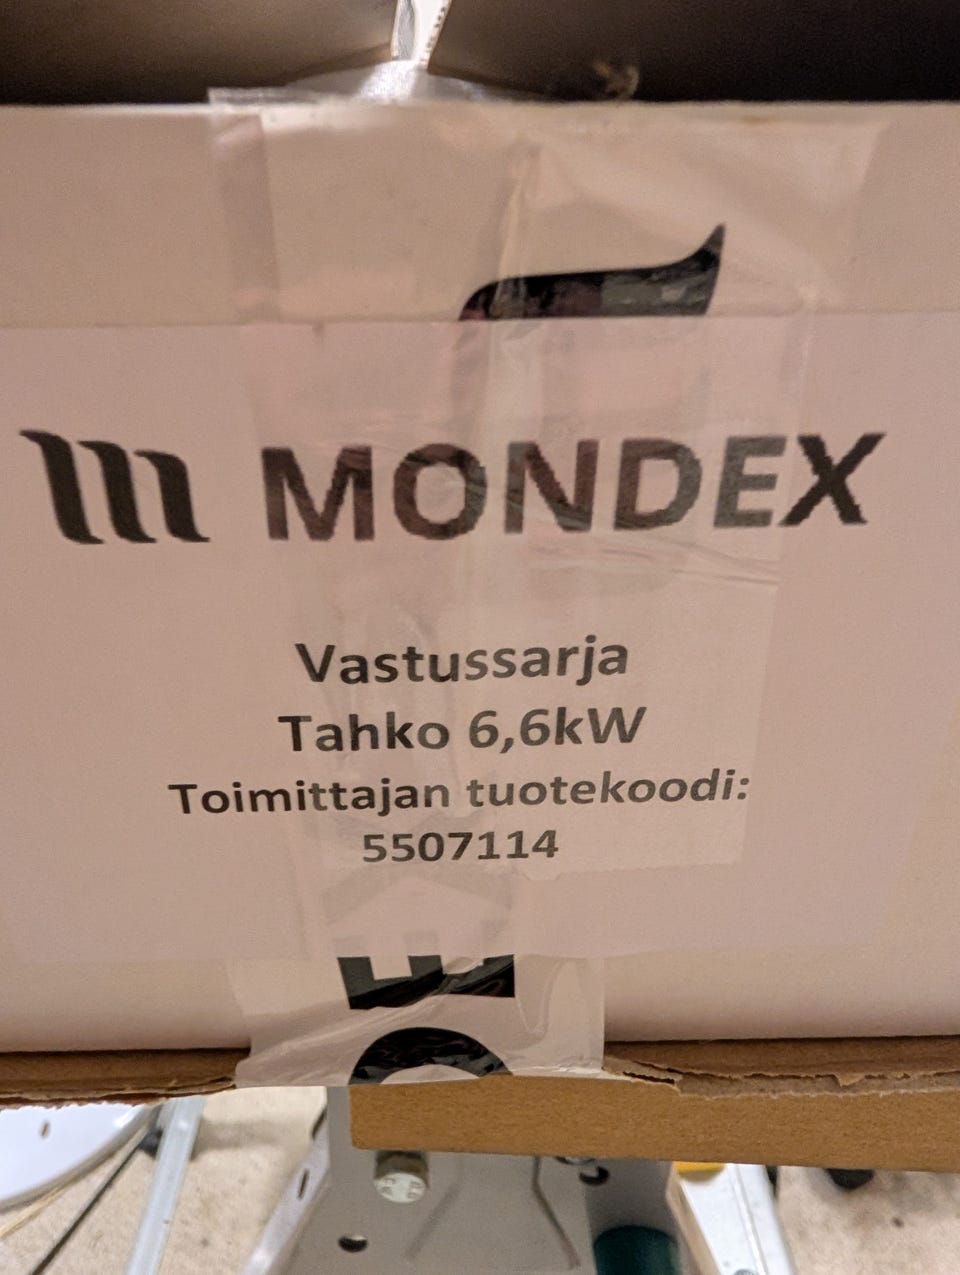 MONDEX
Vastussarja
Tahko 6,6kW
Toimittajan tuotekoodi:
5507114